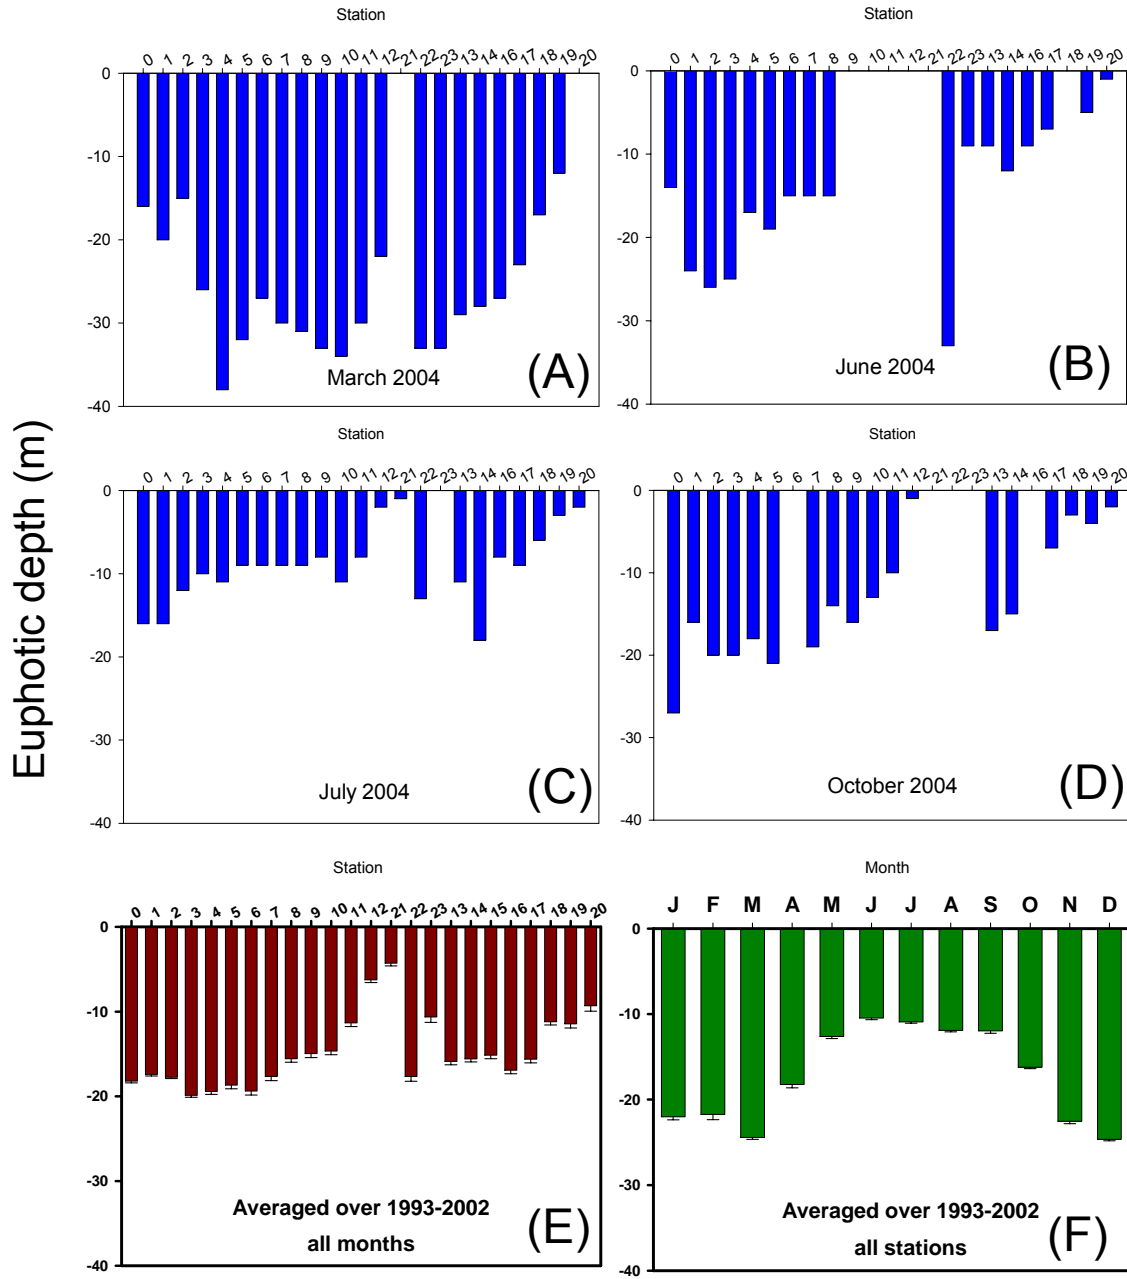 Station
0 1 2 3 4 5 6 7 8 9 10 11 12 21 22 23 13 14 16 17 18 19 20
0
-10
-20
-30
-40
March 2004
(A)
Station
0 1 2 3 4 5 6 7 8 9 10 11 12 21 22 23 13 14 16 17 18 19 20
0
-10
-20
-30
-40
June 2004
(B)
Euphotic depth (m)
Station
0 1 2 3 4 5 6 7 8 9 10 11 12 21 22 23 13 14 16 17 18 19 20
0
-10
-20
-30
-40
July 2004
(C)
Station
0 1 2 3 4 5 6 7 8 9 10 11 12 21 22 23 13 14 16 17 18 19 20
0
-10
-20
-30
-40
October 2004
(D)
Station
0 1 2 3 4 5 6 7 8 9 10 11 12 21 22 23 13 14 15 16 17 18 19 20
0
-10
-20
-30
-40
Averaged over 1993-2002
all months
(E)
Month
J F M A M J J A S O N D
0
-10
-20
-30
-40
Averaged over 1993-2002
all stations
(F)